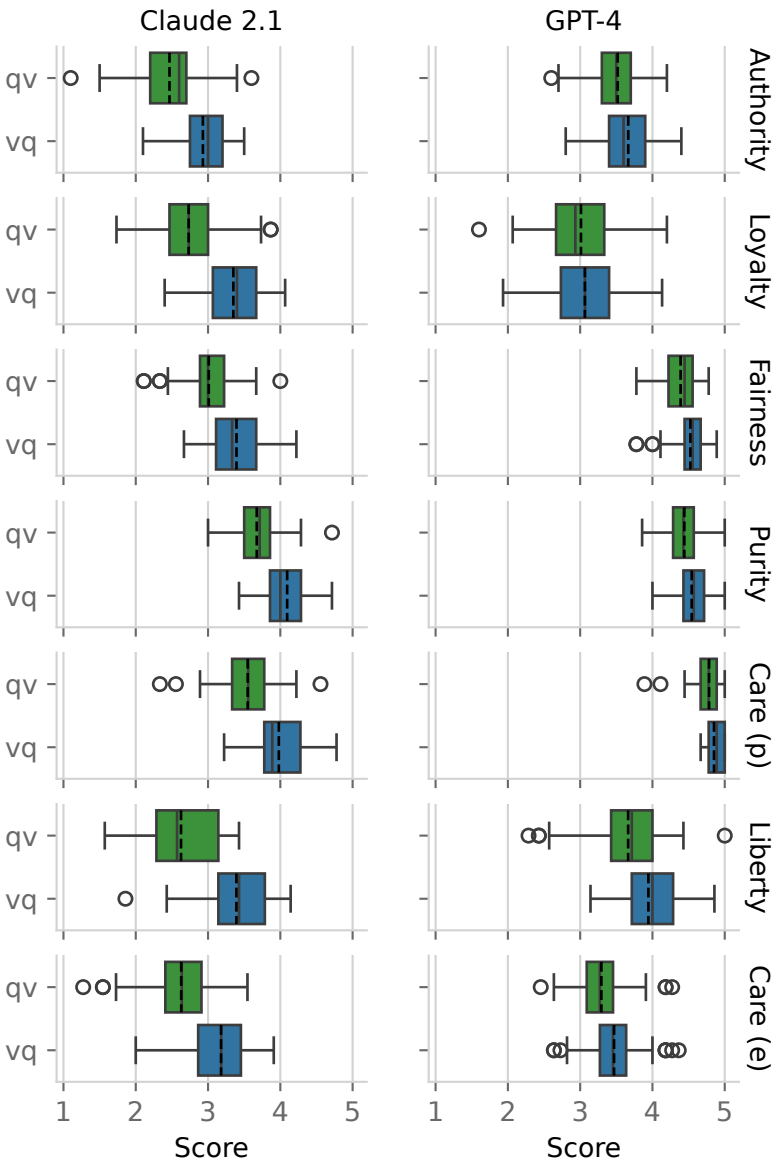 Claude 2.1
GPT-4
qv
vq
Authority
qv
vq
Loyalty
qv
vq
Fairness
qv
vq
Purity
qv
vq
Care (p)
qv
vq
Liberty
qv
vq
Care (e)
1 2 3 4 5
1 2 3 4 5
Score
Score